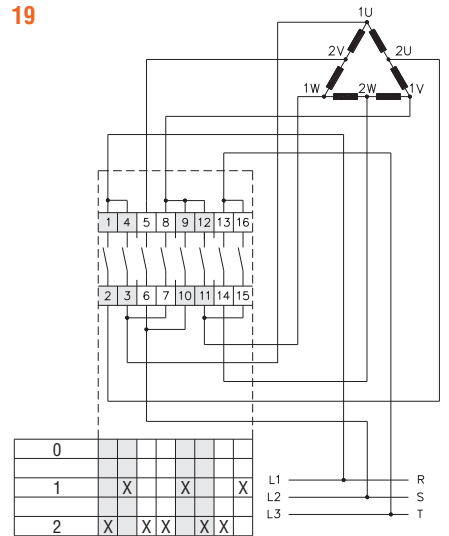 19
1U
2V 2U
1W 2W 1V
1 4 5 8 9 12 13 16
2 3 6 7 10 11 14 15
0
1 X X X
2 X X X X X
L1 R
L2 S
L3 T